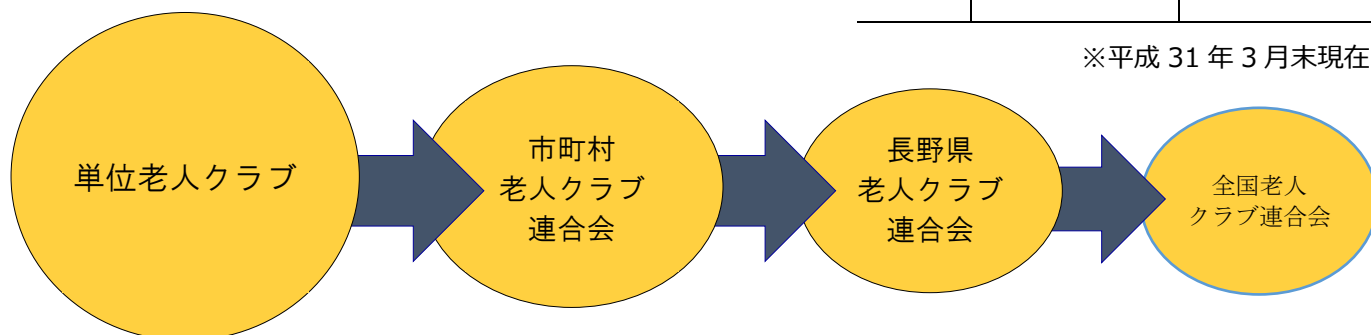 ※平成 31 年 3 月末現在
単位老人クラブ
市町村
老人クラブ
連合会
長野県
老人クラブ
連合会
全国老人
クラブ連合会